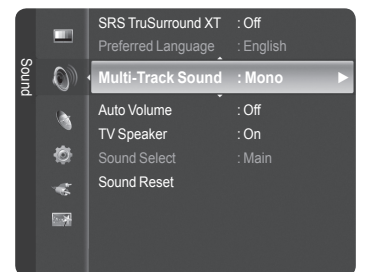 Sound
SRS TruSurround XT : Off
Preferred Language : English
Multi-Track Sound : Mono
Auto Volume : Off
TV Speaker : On
Sound Select : Main
Sound Reset